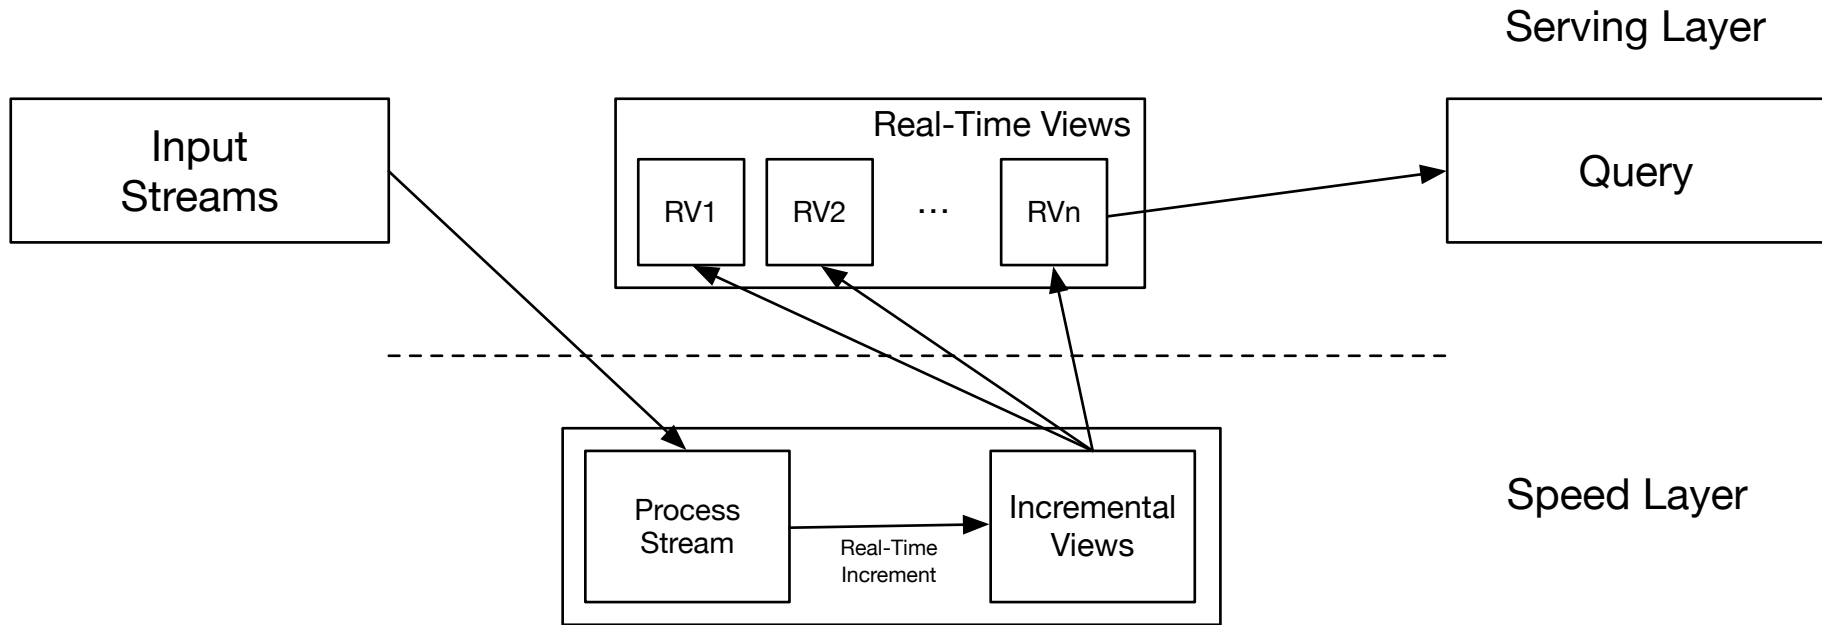 Serving Layer
Input
Streams
Real-Time Views
RV1
RV2
...
RVn
Query
Process
Stream
Real-Time
Increment
Incremental
Views
Speed Layer